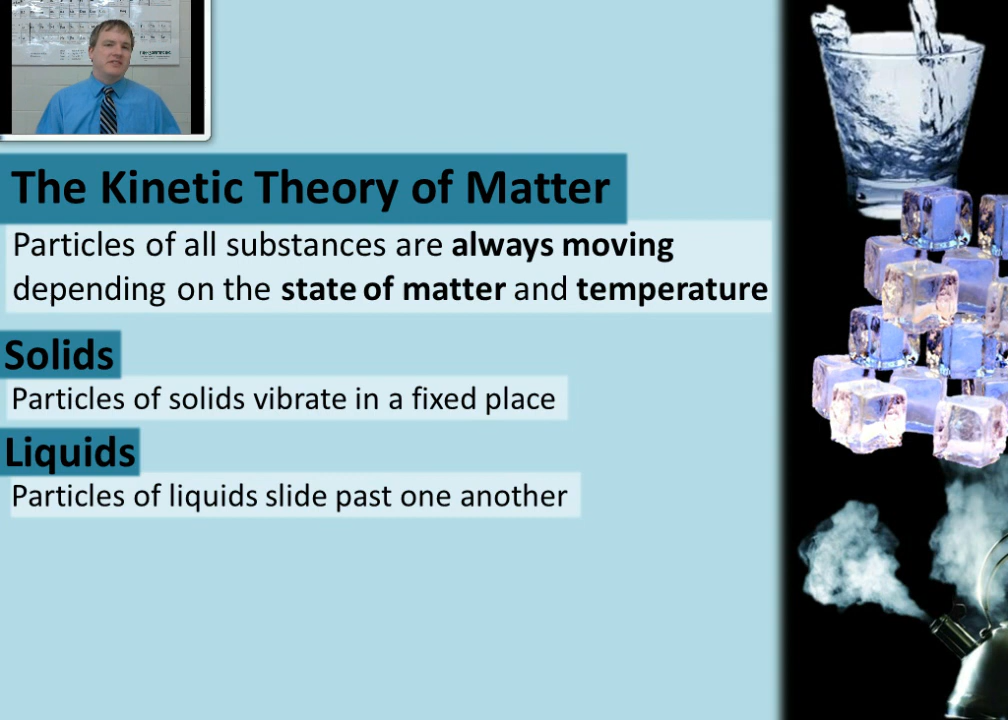 The Kinetic Theory of Matter
Particles of all substances are always moving
depending on the state of matter and temperature
Solids
Particles of solids vibrate in a fixed place
Liquids
Particles of liquids slide past one another